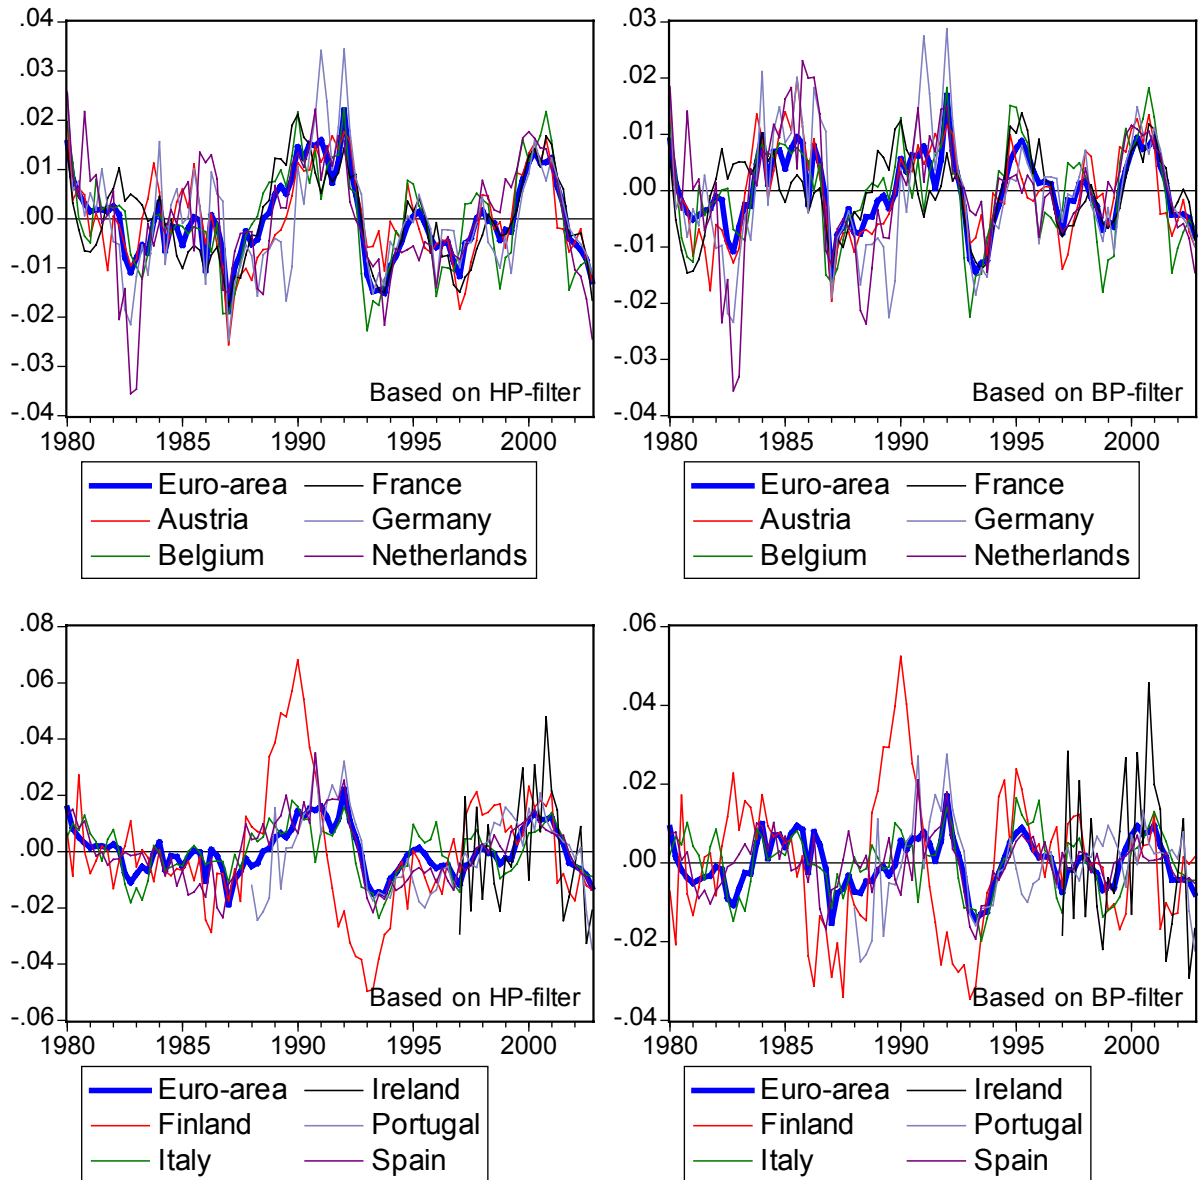 .04
.03
.02
.01
.00
-.01
-.02
-.03
-.04
Based on HP-filter
1980 1985 1990 1995 2000
Euro-area France
Austria Germany
Belgium Netherlands
.03
.02
.01
.00
-.01
-.02
-.03
-.04
Based on BP-filter
1980 1985 1990 1995 2000
Euro-area France
Austria Germany
Belgium Netherlands
.08
.06
.04
.02
.00
-.02
-.04
-.06
Based on HP-filter
1980 1985 1990 1995 2000
Euro-area Ireland
Finland Portugal
Italy Spain
.06
.04
.02
.00
-.02
-.04
Based on BP-filter
1980 1985 1990 1995 2000
Euro-area Ireland
Finland Portugal
Italy Spain